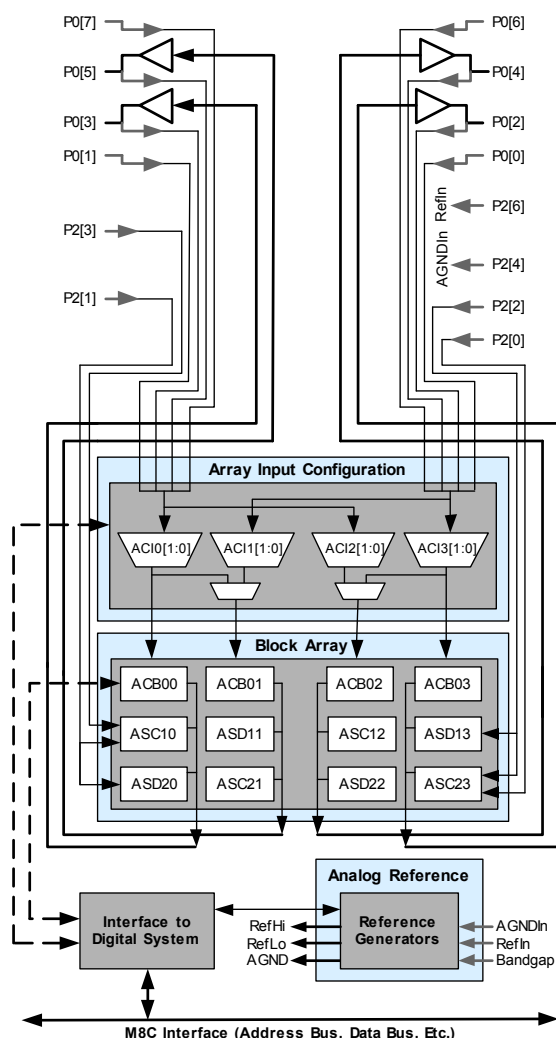 P0[7]
P0[6]
P0[5]
P0[4]
P0[3]
P0[2]
P0[1]
P0[0]
AGNDIn RefIn
P2[6]
P2[3]
P2[4]
P2[1]
P2[2]
P2[0]
Array Input Configuration
ACI0[1:0]
ACI1[1:0]
ACI2[1:0]
ACI3[1:0]
Block Array
ACB00
ACB01
ACB02
ACB03
ASC10
ASD11
ASC12
ASD13
ASD20
ASC21
ASD22
ASC23
Analog Reference
Interface to
Digital System
RefHi
RefLo
AGND
Reference
Generators
AGNDIn
RefIn
Bandgap
M8C Interface (Address Bus, Data Bus, Etc.)